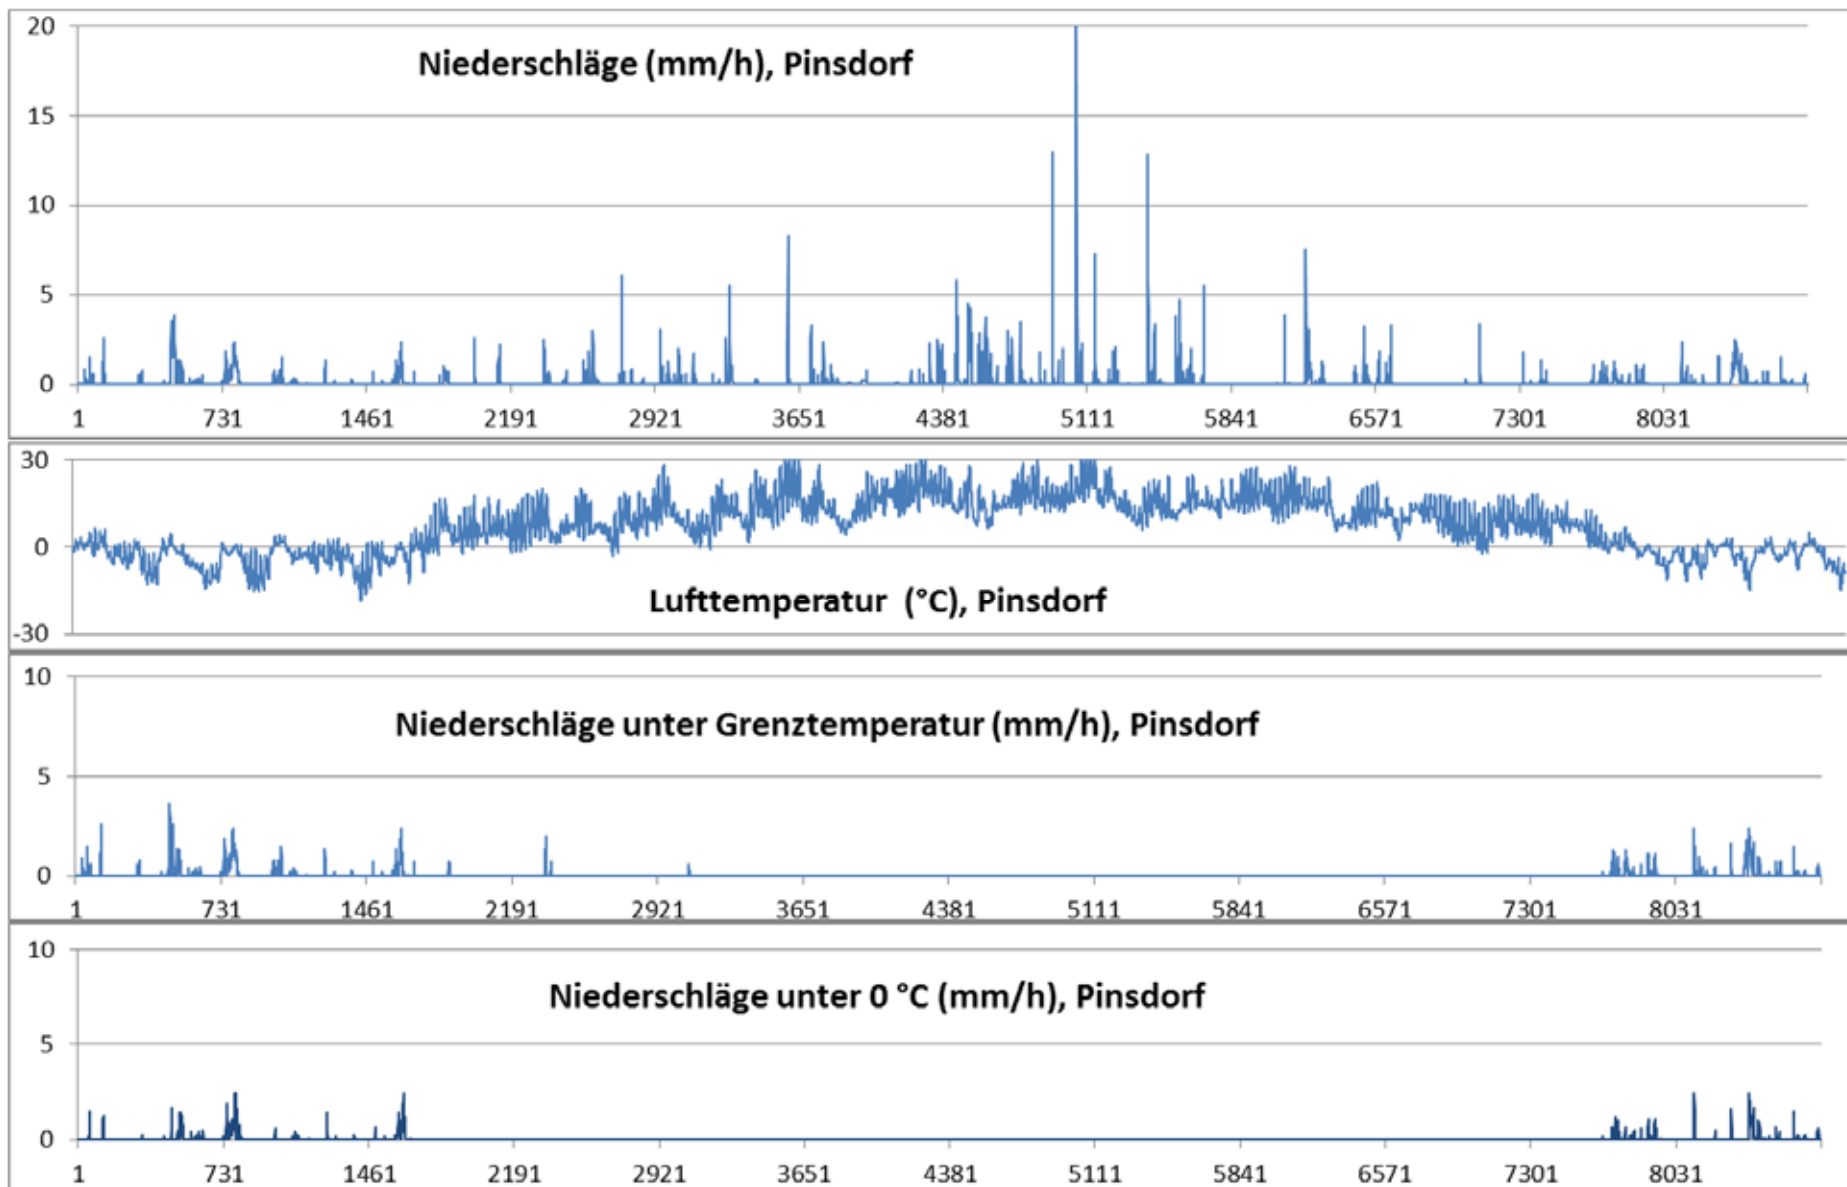 20
Niederschläge (mm/h), Pinsdorf
15
10
5
0
1 731 1461 2191 2921 3651 4381 5111 5841 6571 7301 8031
30
0
Lufttemperatur (°C), Pinsdorf
-30
10
Niederschläge unter Grenztemperatur (mm/h), Pinsdorf
5
0
1 731 1461 2191 2921 3651 4381 5111 5841 6571 7301 8031
10
Niederschläge unter 0 °C (mm/h), Pinsdorf
5
0
1 731 1461 2191 2921 3651 4381 5111 5841 6571 7301 8031